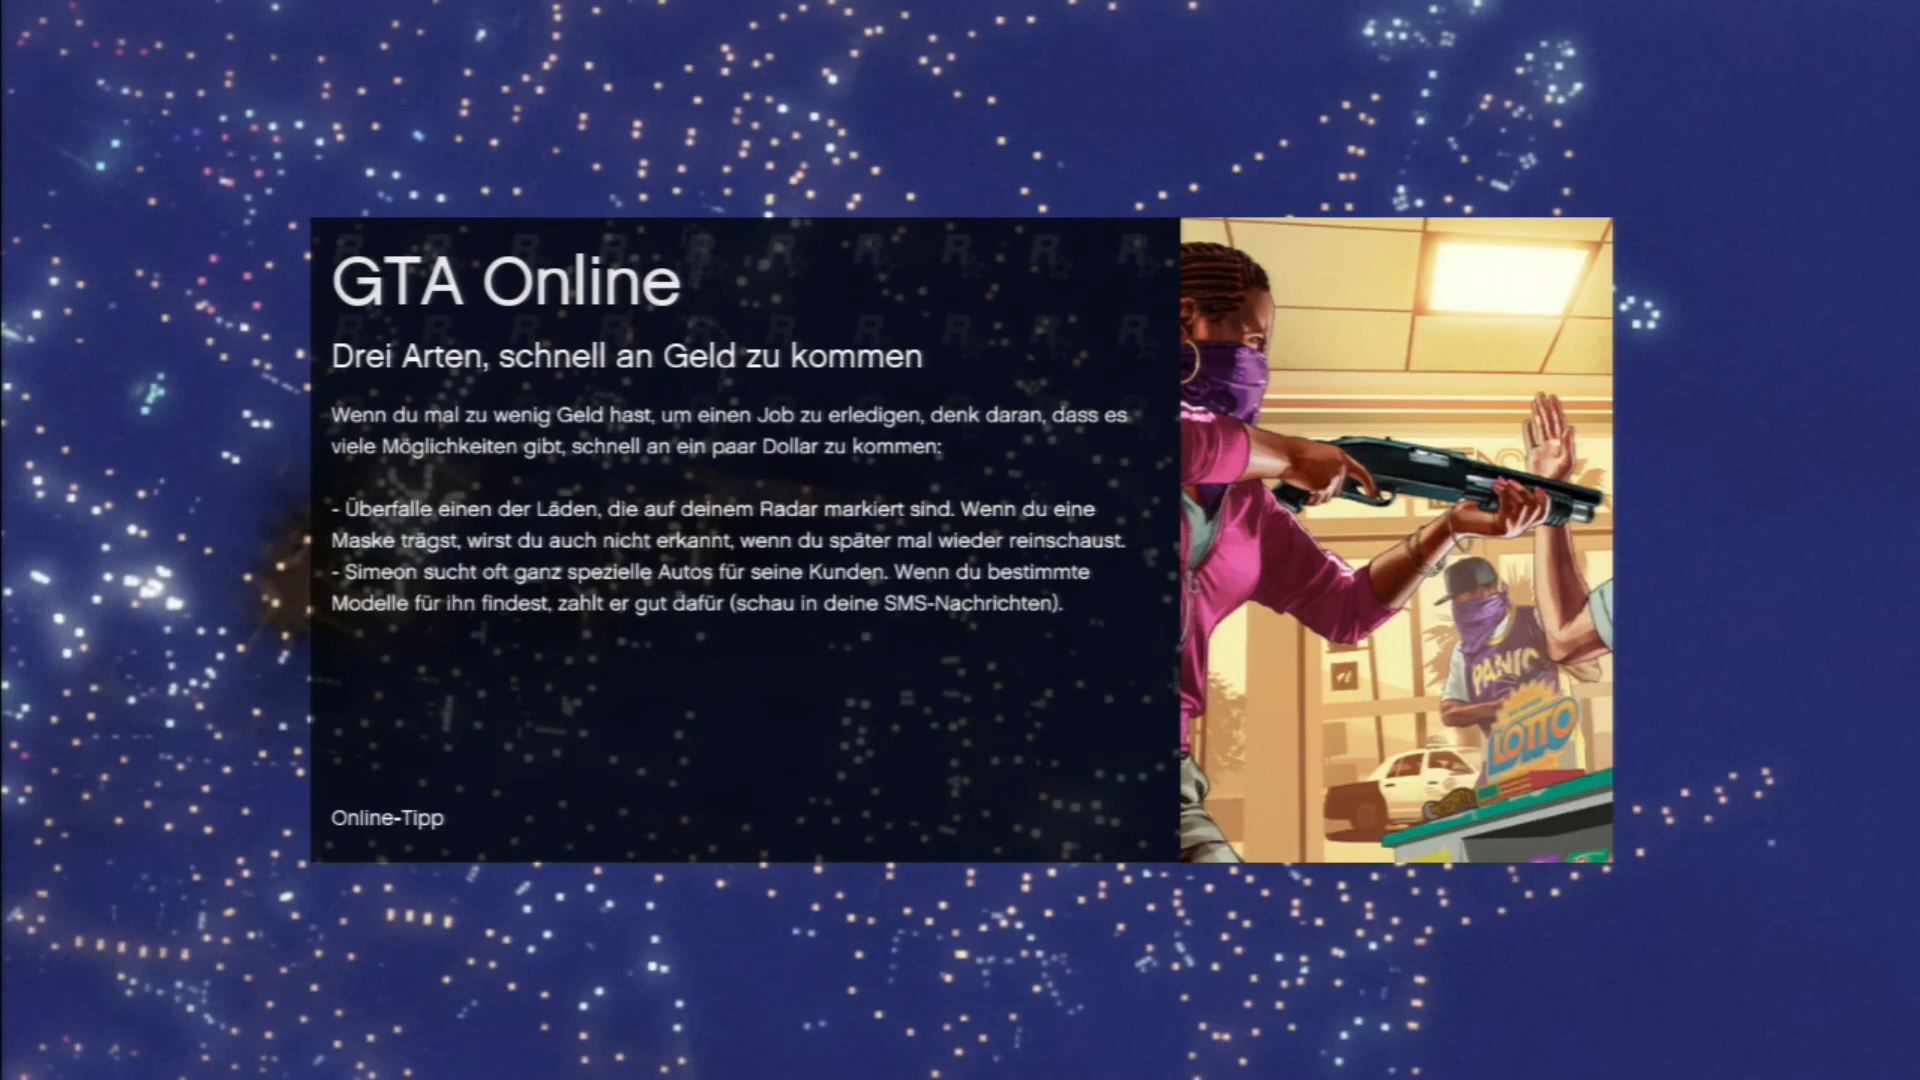 GTA Online
Drei Arten, schnell an Geld zu kommen
Wenn du mal zu wenig Geld hast, um einen Job zu erledigen, denk daran, dass es
viele Möglichkeiten gibt, schnell an ein paar Dollar zu kommen:
- Überfalle einen der Läden, die auf deinem Radar markiert sind. Wenn du eine
Maske trägst, wirst du auch nicht erkannt, wenn du später mal wieder reinschaust.
- Simeon sucht oft ganz spezielle Autos für seine Kunden. Wenn du bestimmte
Modelle für ihn findest, zahlt er gut dafür (schau in deine SMS-Nachrichten).
Online-Tipp
PANIC
LOTTO